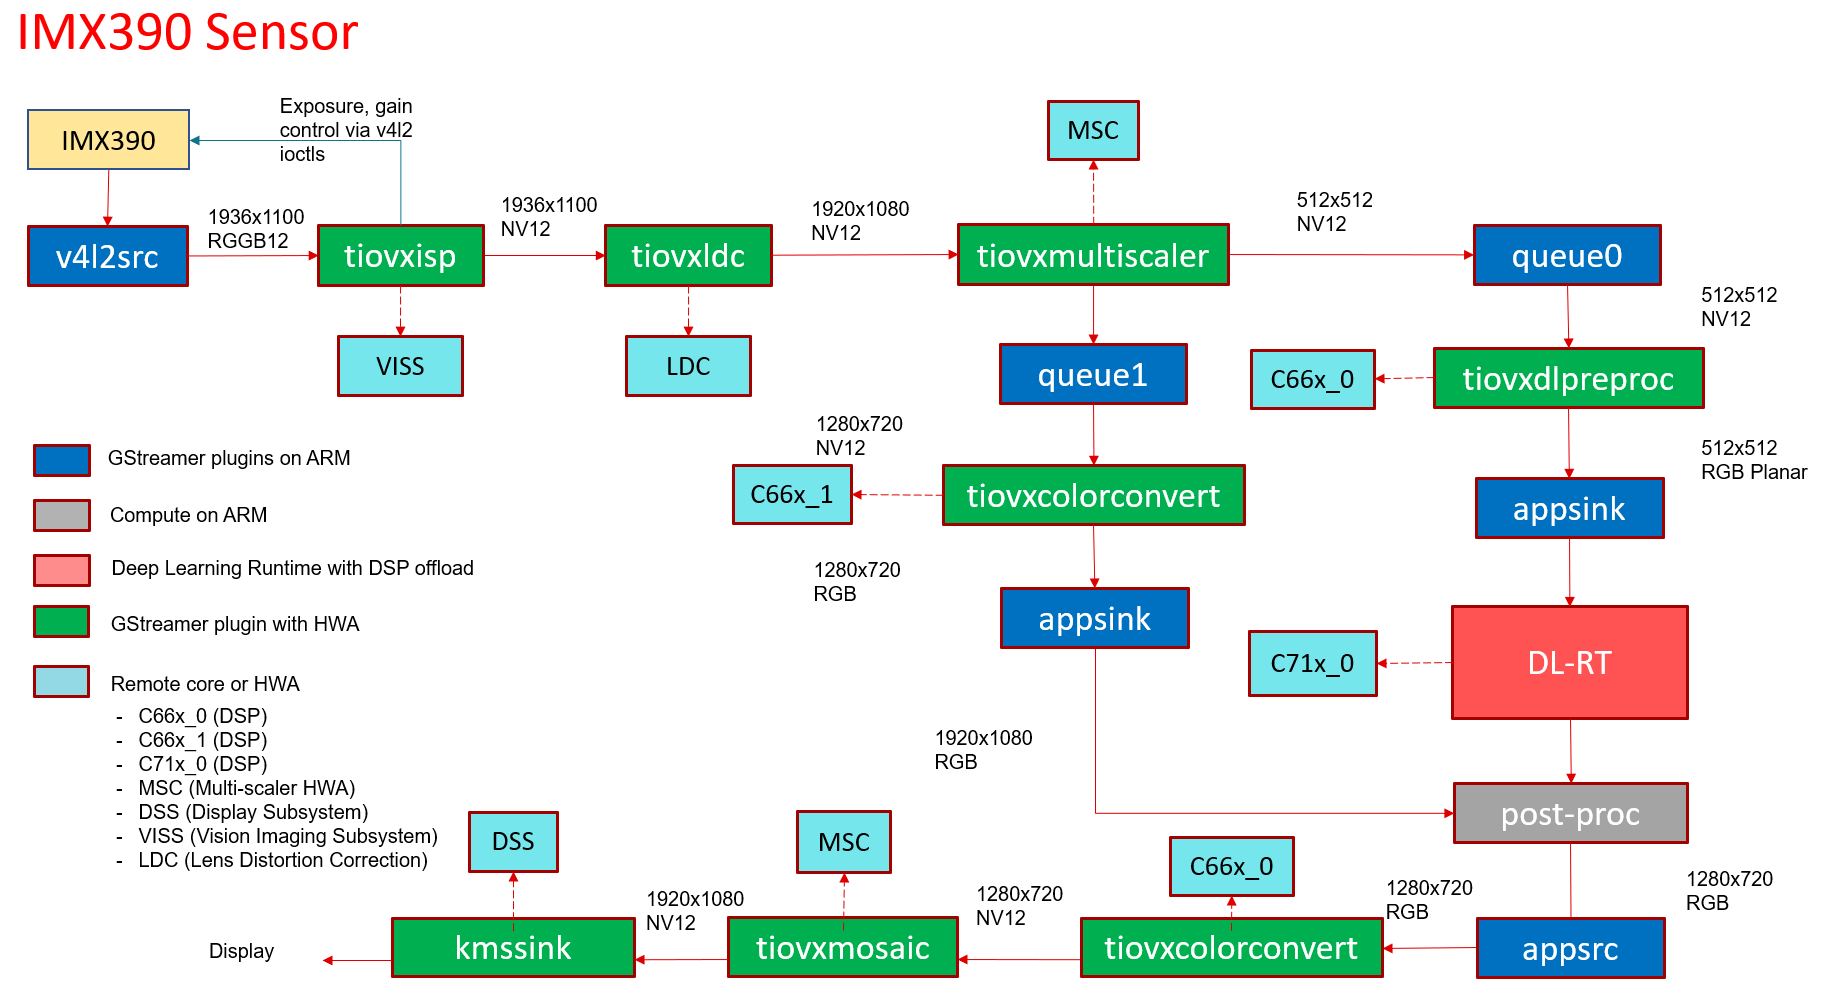 IMX390 Sensor
IMX390
Exposure, gain
control via v4l2
ioctls
MSC
v4l2src
1936x1100
RGGB12
tiovxisp
1936x1100
NV12
tiovxldc
1920x1080
NV12
tiovxmultiscaler
512x512
NV12
queue0
VISS
LDC
queue1
512x512
NV12
C66x_0
tiovxdlpreproc
1280x720
NV12
C66x_1
tiovxcolorconvert
512x512
RGB Planar
appsink
1280x720
RGB
appsink
C71x_0
DL-RT
1920x1080
RGB
post-proc
GStreamer plugins on ARM
Compute on ARM
Deep Learning Runtime with DSP offload
GStreamer plugin with HWA
Remote core or HWA
- C66x_0 (DSP)
- C66x_1 (DSP)
- C71x_0 (DSP)
- MSC (Multi-scaler HWA)
- DSS (Display Subsystem)
- VISS (Vision Imaging Subsystem)
- LDC (Lens Distortion Correction)
DSS
MSC
C66x_0
1280x720
RGB
Display
kmssink
1920x1080
NV12
tiovxmosaic
1280x720
NV12
tiovxcolorconvert
1280x720
RGB
appsrc